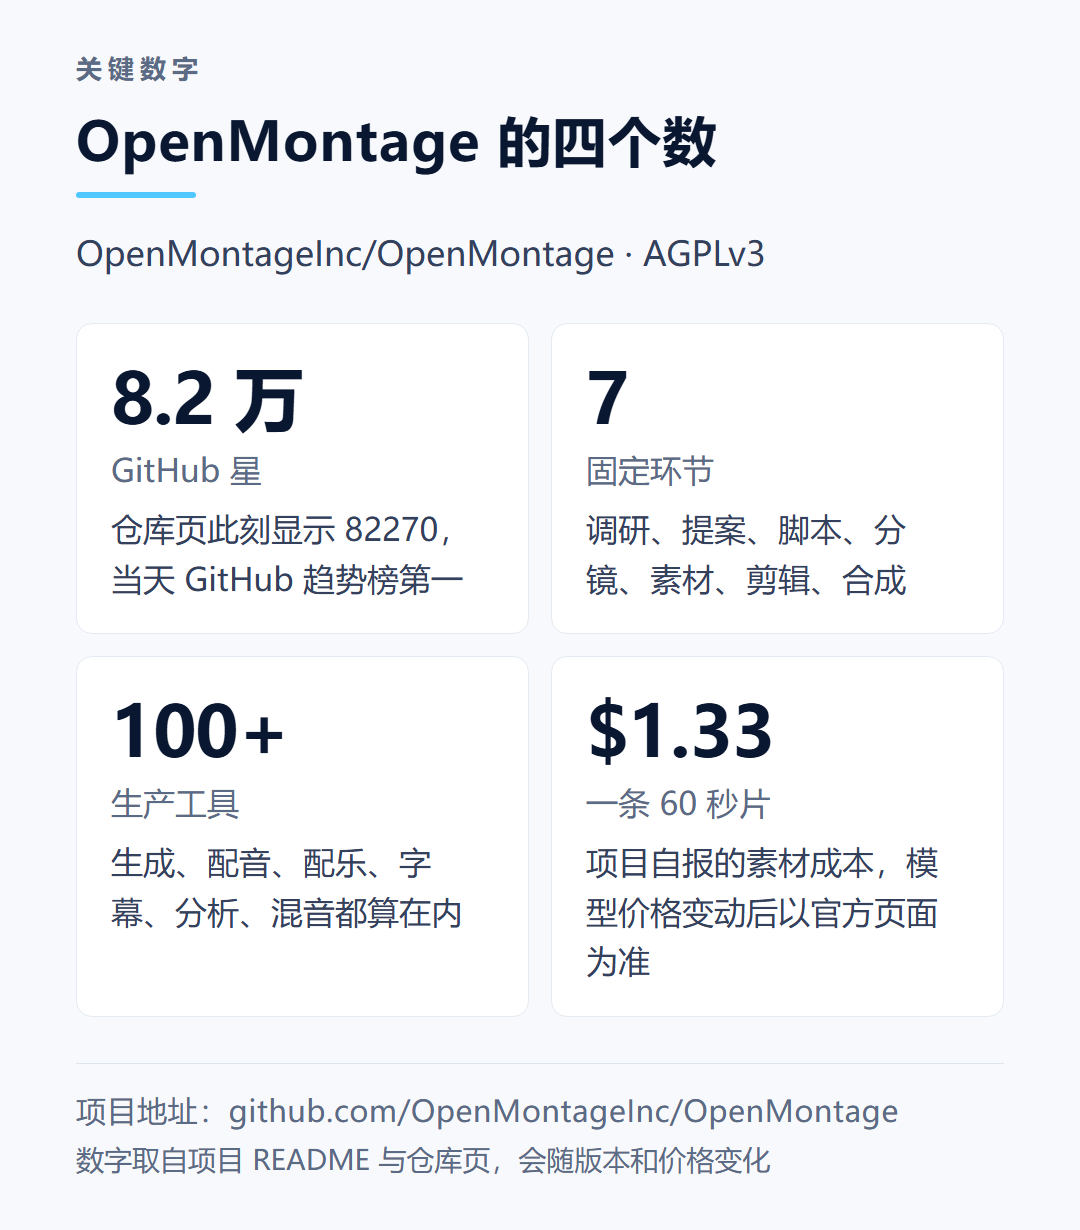 关键数字
OpenMontage 的四个数
OpenMontageInc/OpenMontage · AGPLv3
8.2 万
GitHub 星
仓库页此刻显示 82270，
当天 GitHub 趋势榜第一
7
固定环节
调研、提案、脚本、分
镜、素材、剪辑、合成
100+
生产工具
生成、配音、配乐、字
幕、分析、混音都算在内
$1.33
一条 60 秒片
项目自报的素材成本，模
型价格变动后以官方页面
为准
项目地址：github.com/OpenMontageInc/OpenMontage
数字取自项目 README 与仓库页，会随版本和价格变化